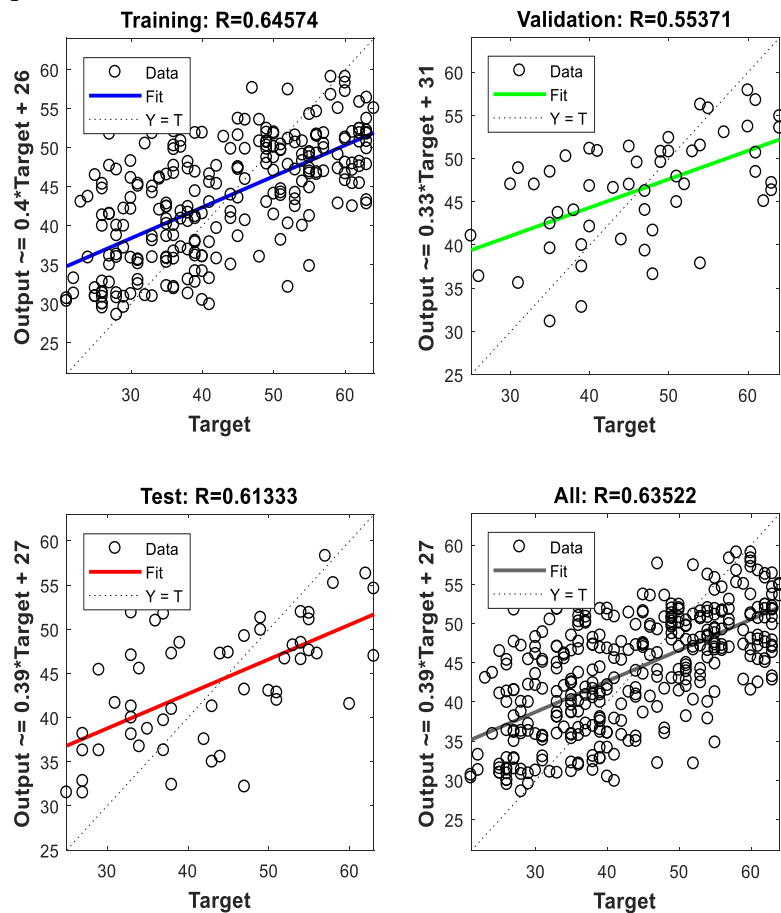 Training: R=0.64574
Output ~= 0.4*Target + 26
60
55
50
45
40
35
30
25
Data
Fit
Y = T
30
40
50
60
Target
Validation: R=0.55371
Output ~= 0.33*Target + 31
60
55
50
45
40
35
30
25
Data
Fit
Y = T
30
40
50
60
Target
Test: R=0.61333
Output ~= 0.39*Target + 27
60
55
50
45
40
35
30
25
Data
Fit
Y = T
30
40
50
60
Target
All: R=0.63522
Output ~= 0.39*Target + 27
60
55
50
45
40
35
30
25
Data
Fit
Y = T
30
40
50
60
Target